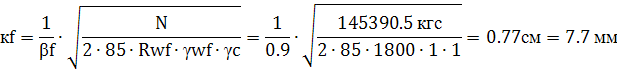 кf = 1/βf · √(N / (2 · 85 · Rwf · γwf · γc)) = 1/0.9 · √(145390.5 кгс / (2 · 85 · 1800 · 1 · 1)) = 0.77см = 7.7 мм